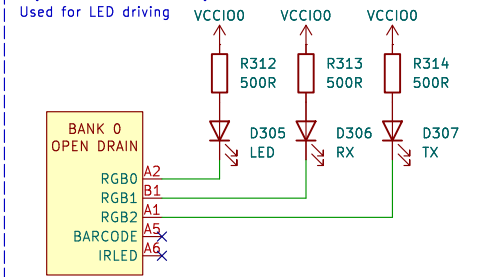 Used for LED driving
VCCIO0 VCCIO0 VCCIO0
R312 R313 R314
500R 500R 500R
D305 D306 D307
LED RX TX
BANK 0
OPEN DRAIN
RGB0 A2
RGB1 B1
RGB2 A1
BARCODE A5
IRLED A6